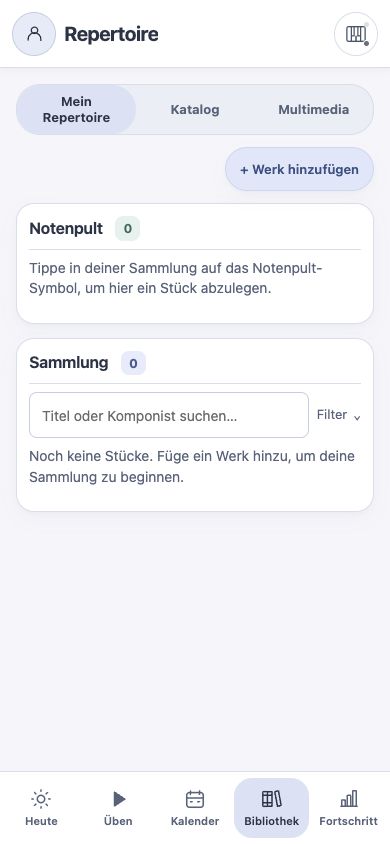 Repertoire
Mein
Repertoire
Katalog
Multimedia
+ Werk hinzufügen
Notenpult 0
Tippe in deiner Sammlung auf das Notenpult-
Symbol, um hier ein Stück abzulegen.
Sammlung 0
Titel oder Komponist suchen...
Filter
Noch keine Stücke. Füge ein Werk hinzu, um deine
Sammlung zu beginnen.
Heute
Üben
Kalender
Bibliothek
Fortschritt